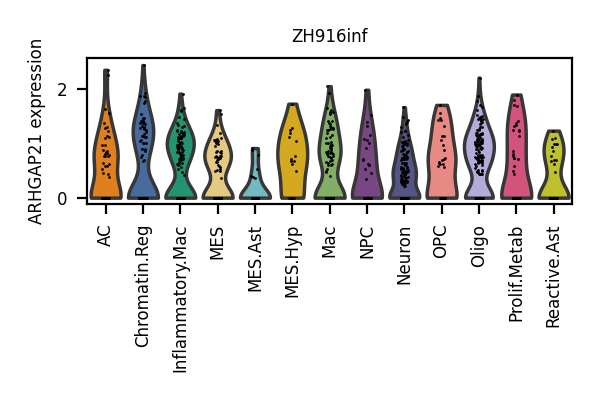 ZH916inf
ARHGAP21 expression
2
0
AC
Chromatin.Reg
Inflammatory.Mac
MES
MES.Ast
MES.Hyp
Mac
NPC
Neuron
OPC
Oligo
Prolif.Metab
Reactive.Ast